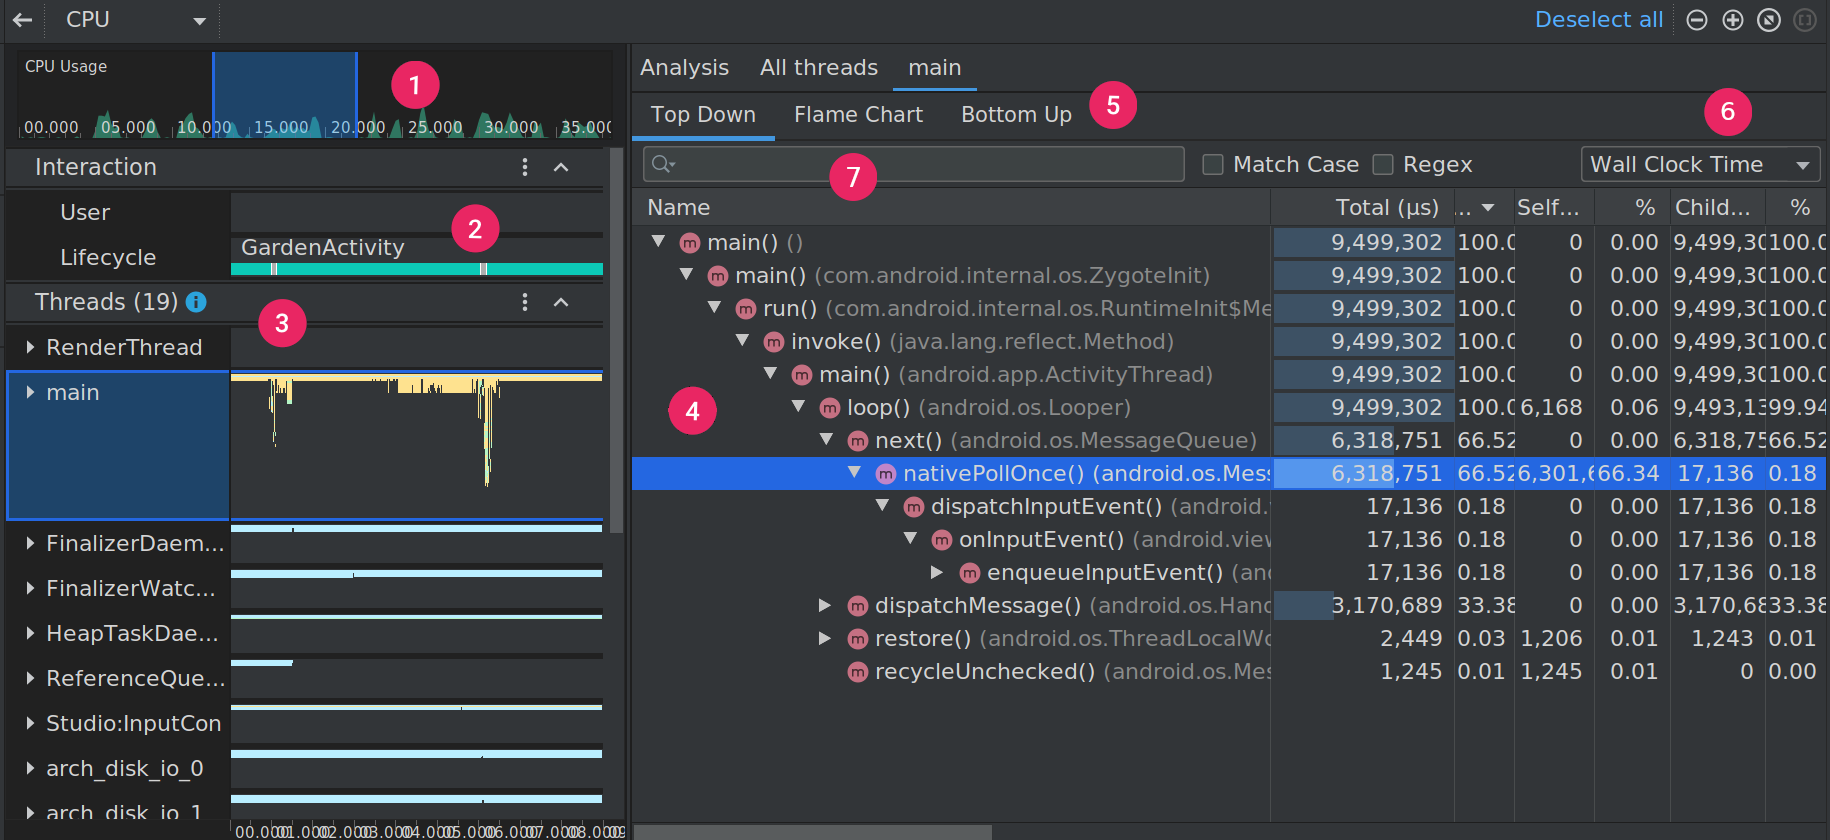 CPU
Deselect all
CPU Usage
1
00.000 05.000 10.000 15.000 20.000 25.000 30.000 35.000
Interaction
User
2
Lifecycle
GardenActivity
Threads (19)
3
RenderThread
main
FinalizerDaem...
FinalizerWatc...
HeapTaskDae...
ReferenceQue...
Studio:InputCon
arch_disk_io_0
arch_disk_io_1
00.000 01.000 02.000 03.000 04.000 05.000 06.000 07.000 08.000 09
Analysis All threads main
Top Down Flame Chart Bottom Up 5
6
7
Match Case Regex Wall Clock Time
Name Total (μs) ... Self... % Child... %
main() () 9,499,302 100.0 0 0.00 9,499,30 100.0
main() (com.android.internal.os.ZygoteInit) 9,499,302 100.0 0 0.00 9,499,30 100.0
run() (com.android.internal.os.RuntimeInit$Me 9,499,302 100.0 0 0.00 9,499,30 100.0
invoke() (java.lang.reflect.Method) 9,499,302 100.0 0 0.00 9,499,30 100.0
main() (android.app.ActivityThread) 9,499,302 100.0 0 0.00 9,499,30 100.0
4
loop() (android.os.Looper) 9,499,302 100.0 6,168 0.06 9,493,13 99.94
next() (android.os.MessageQueue) 6,318,751 66.52 0 0.00 6,318,75 66.52
nativePollOnce() (android.os.Mess 6,318,751 66.52 6,301,6 66.34 17,136 0.18
dispatchInputEvent() (android. 17,136 0.18 0 0.00 17,136 0.18
onInputEvent() (android.view 17,136 0.18 0 0.00 17,136 0.18
enqueueInputEvent() (and 17,136 0.18 0 0.00 17,136 0.18
dispatchMessage() (android.os.Hand 3,170,689 33.38 0 0.00 3,170,68 33.38
restore() (android.os.ThreadLocalWo 2,449 0.03 1,206 0.01 1,243 0.01
recycleUnchecked() (android.os.Mes 1,245 0.01 1,245 0.01 0 0.00